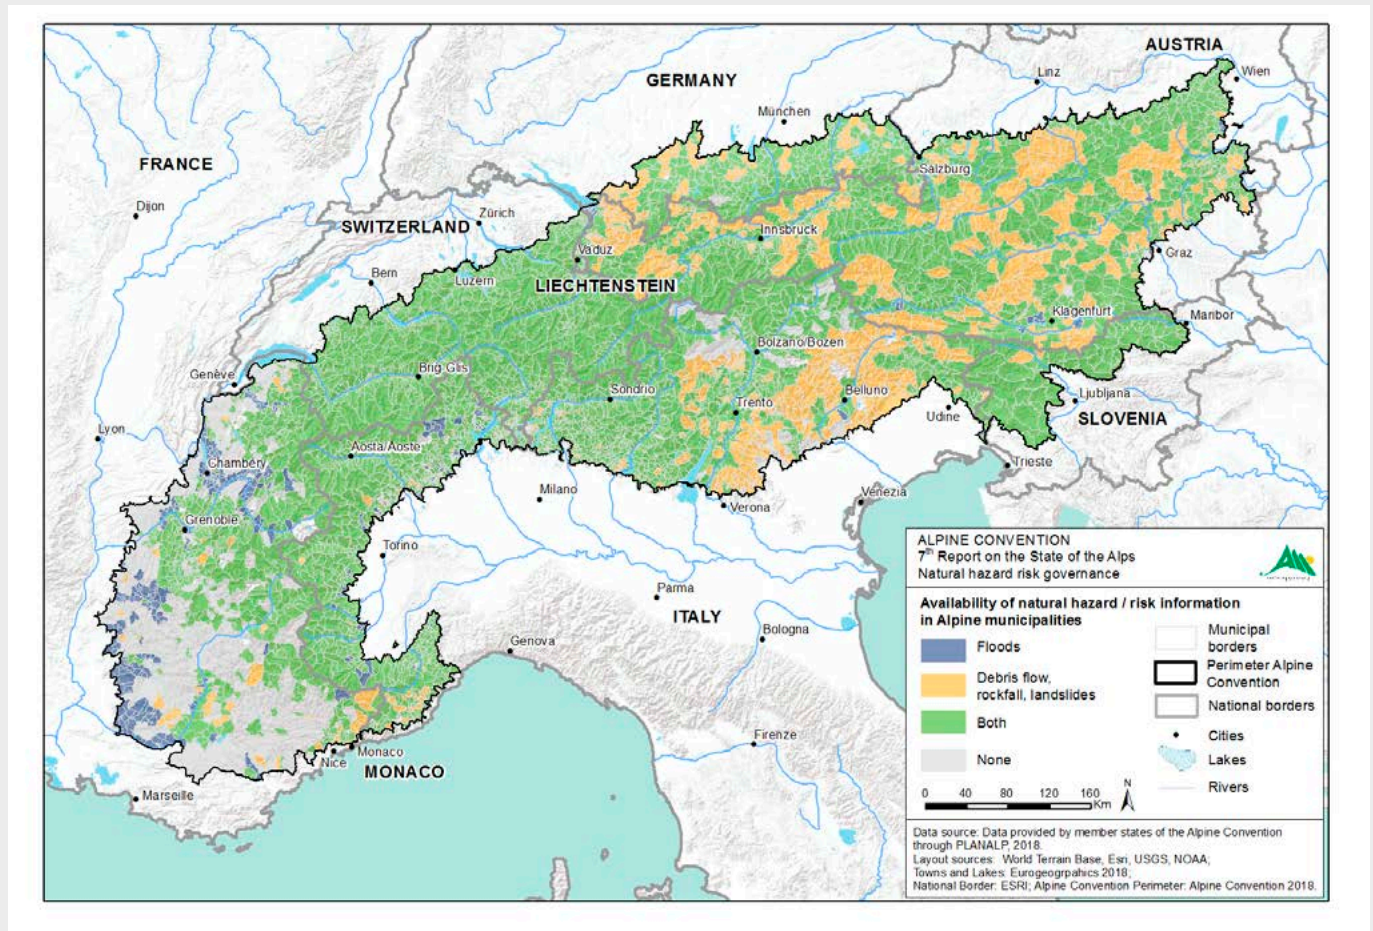 AUSTRIA
Linz
Wien
GERMANY
München
FRANCE
Salzburg
Dijon
SWITZERLAND
Zürich
Innsbruck
Vaduz
Graz
Bern
Luzern
LIECHTENSTEIN
Klagenfurt
Maribor
Bolzano/Bozen
Genève
Brig-Glis
Sondrio
Belluno
Ljubljana
Trento
Udine
SLOVENIA
Lyon
Aosta/Aoste
Chambéry
Trieste
Milano
Venezia
Verona
Grenoble
Torino
Parma
ITALY
Bologna
Genova
Firenze
Nice
Monaco
MONACO
Marseille
ALPINE CONVENTION
7th Report on the State of the Alps
Natural hazard risk governance
Availability of natural hazard / risk information
in Alpine municipalities
Floods
Debris flow,
rockfall, landslides
Both
None
Municipal
borders
Perimeter Alpine
Convention
National borders
Cities
Lakes
Rivers
N
0 40 80 120 160
Km
Data source: Data provided by member states of the Alpine Convention
through PLANALP, 2018.
Layout sources: World Terrain Base, Esri, USGS, NOAA;
Towns and Lakes: Eurogeogrpahics 2018;
National Border: ESRI; Alpine Convention Perimeter: Alpine Convention 2018.